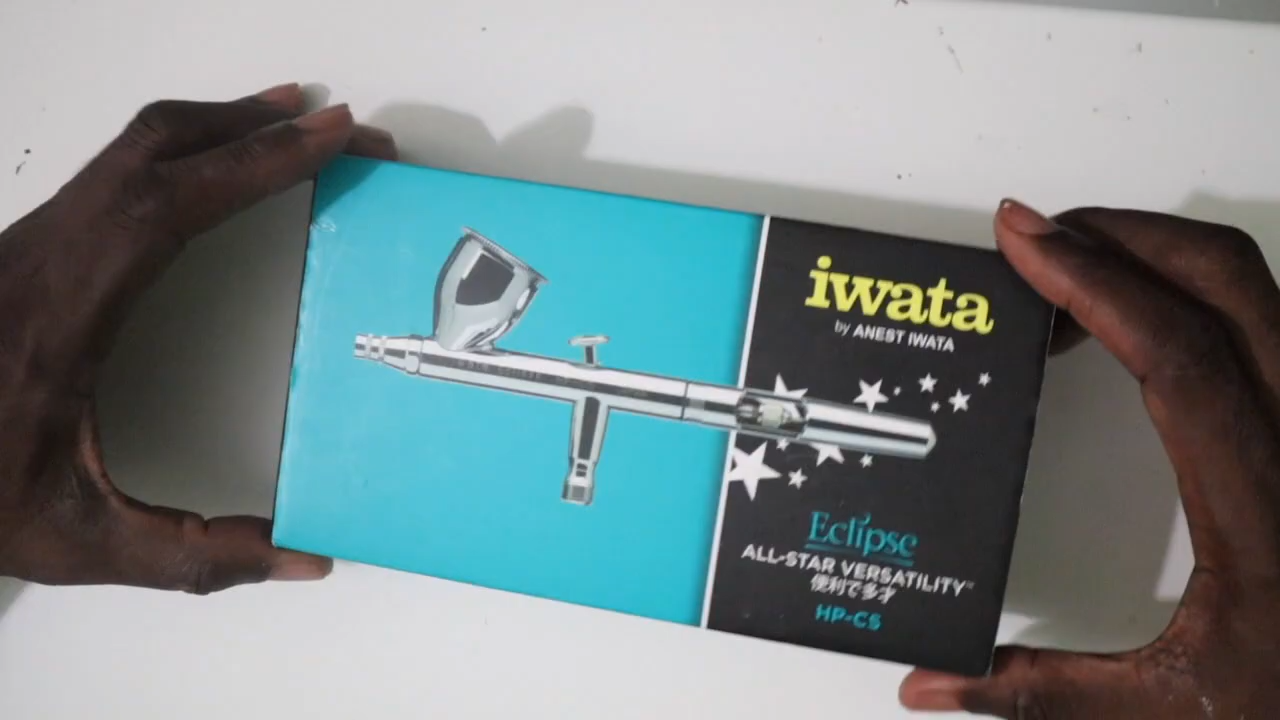 iwata
by ANEST IWATA
Eclipse
ALL-STAR VERSATILITY™
便利で多才
HP-CS